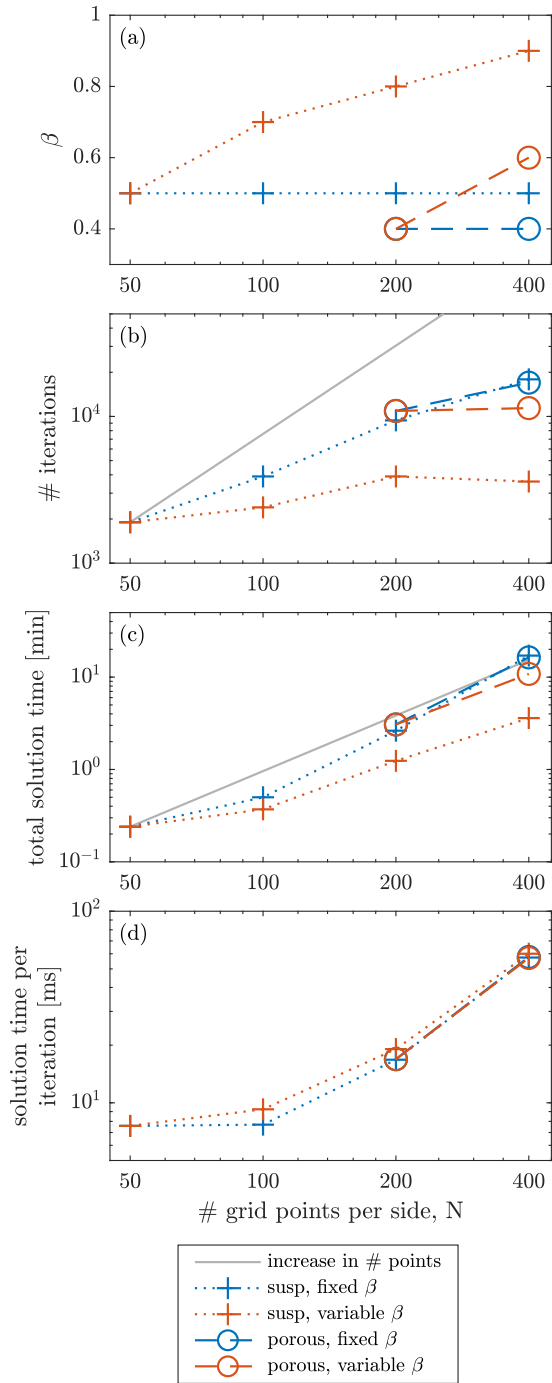 (a)
1
0.8
0.6
0.4
β
50 100 200 400
(b)
10^4
10^3
# iterations
50 100 200 400
(c)
10^1
10^0
10^-1
total solution time [min]
50 100 200 400
(d)
10^2
10^1
solution time per
iteration [ms]
50 100 200 400
# grid points per side, N
increase in # points
susp, fixed β
susp, variable β
porous, fixed β
porous, variable β